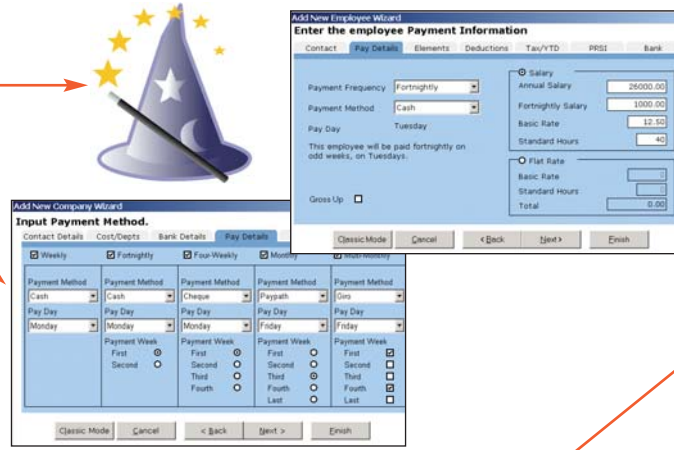 Add New Employee Wizard
Enter the employee Payment Information
Contact Pay Details Elements Deductions Tax/YTD PRSI Bank
Payment Frequency Fortnightly
Payment Method Cash
Pay Day Tuesday
This employee will be
paid fortnightly on
odd weeks, on Tuesdays.
Gross Up
Salary
Annual Salary 26000.00
Fortnightly Salary 1000.00
Basic Rate 12.50
Standard Hours 40
Flat Rate
Basic Rate 0
Standard Hours 0
Total 0.00
Classic Mode Cancel < Back Next > Finish
Add New Company Wizard
Input Payment Method.
Contact Details Cost/Depts Bank Details Pay Details
Weekly Fortnightly Four-Weekly Monthly Multi-Monthly
Payment Method Payment Method Payment Method Payment Method Payment Method
Cash Cash Cheque Paypath Giro
Pay Day Pay Day Pay Day Pay Day Pay Day
Monday Monday Monday Friday Friday
Payment Week Payment Week Payment Week Payment Week
First First First First
Second Second Second Second
Third Third Third
Fourth Fourth Fourth
Last Last
Classic Mode Cancel < Back Next > Finish